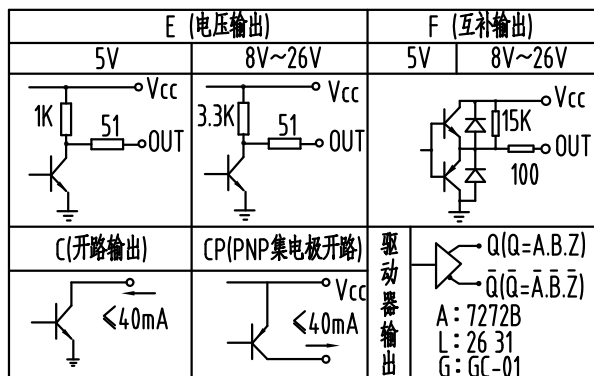 E (电压输出)
F (互补输出)
5V
8V~26V
5V
8V~26V
Vcc
1K
51
OUT
Vcc
3.3K
51
OUT
Vcc
15K
OUT
100
C(开路输出)
CP(PNP集电极开路)
驱动器输出
≤40mA
Vcc
≤40mA
Q(Q=A.B.Z)
Q̄(Q̄=Ā.B̄.Z̄)
A:7272B
L:26 31
G:GC-01